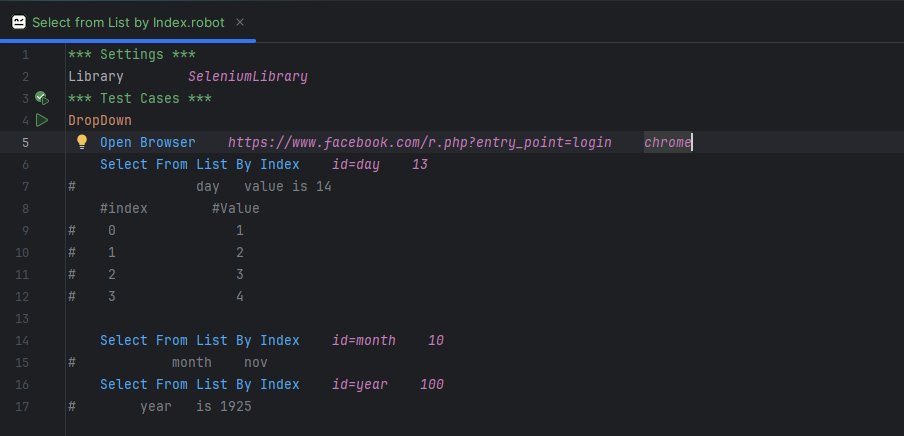 Select from List by Index.robot ×
1 *** Settings ***
2 Library SeleniumLibrary
3 *** Test Cases ***
4 DropDown
5 Open Browser https://www.facebook.com/r.php?entry_point=login chrome
6 Select From List By Index id=day 13
7 # day value is 14
8 #index #Value
9 # 0 1
10 # 1 2
11 # 2 3
12 # 3 4
13
14 Select From List By Index id=month 10
15 # month nov
16 Select From List By Index id=year 100
17 # year is 1925